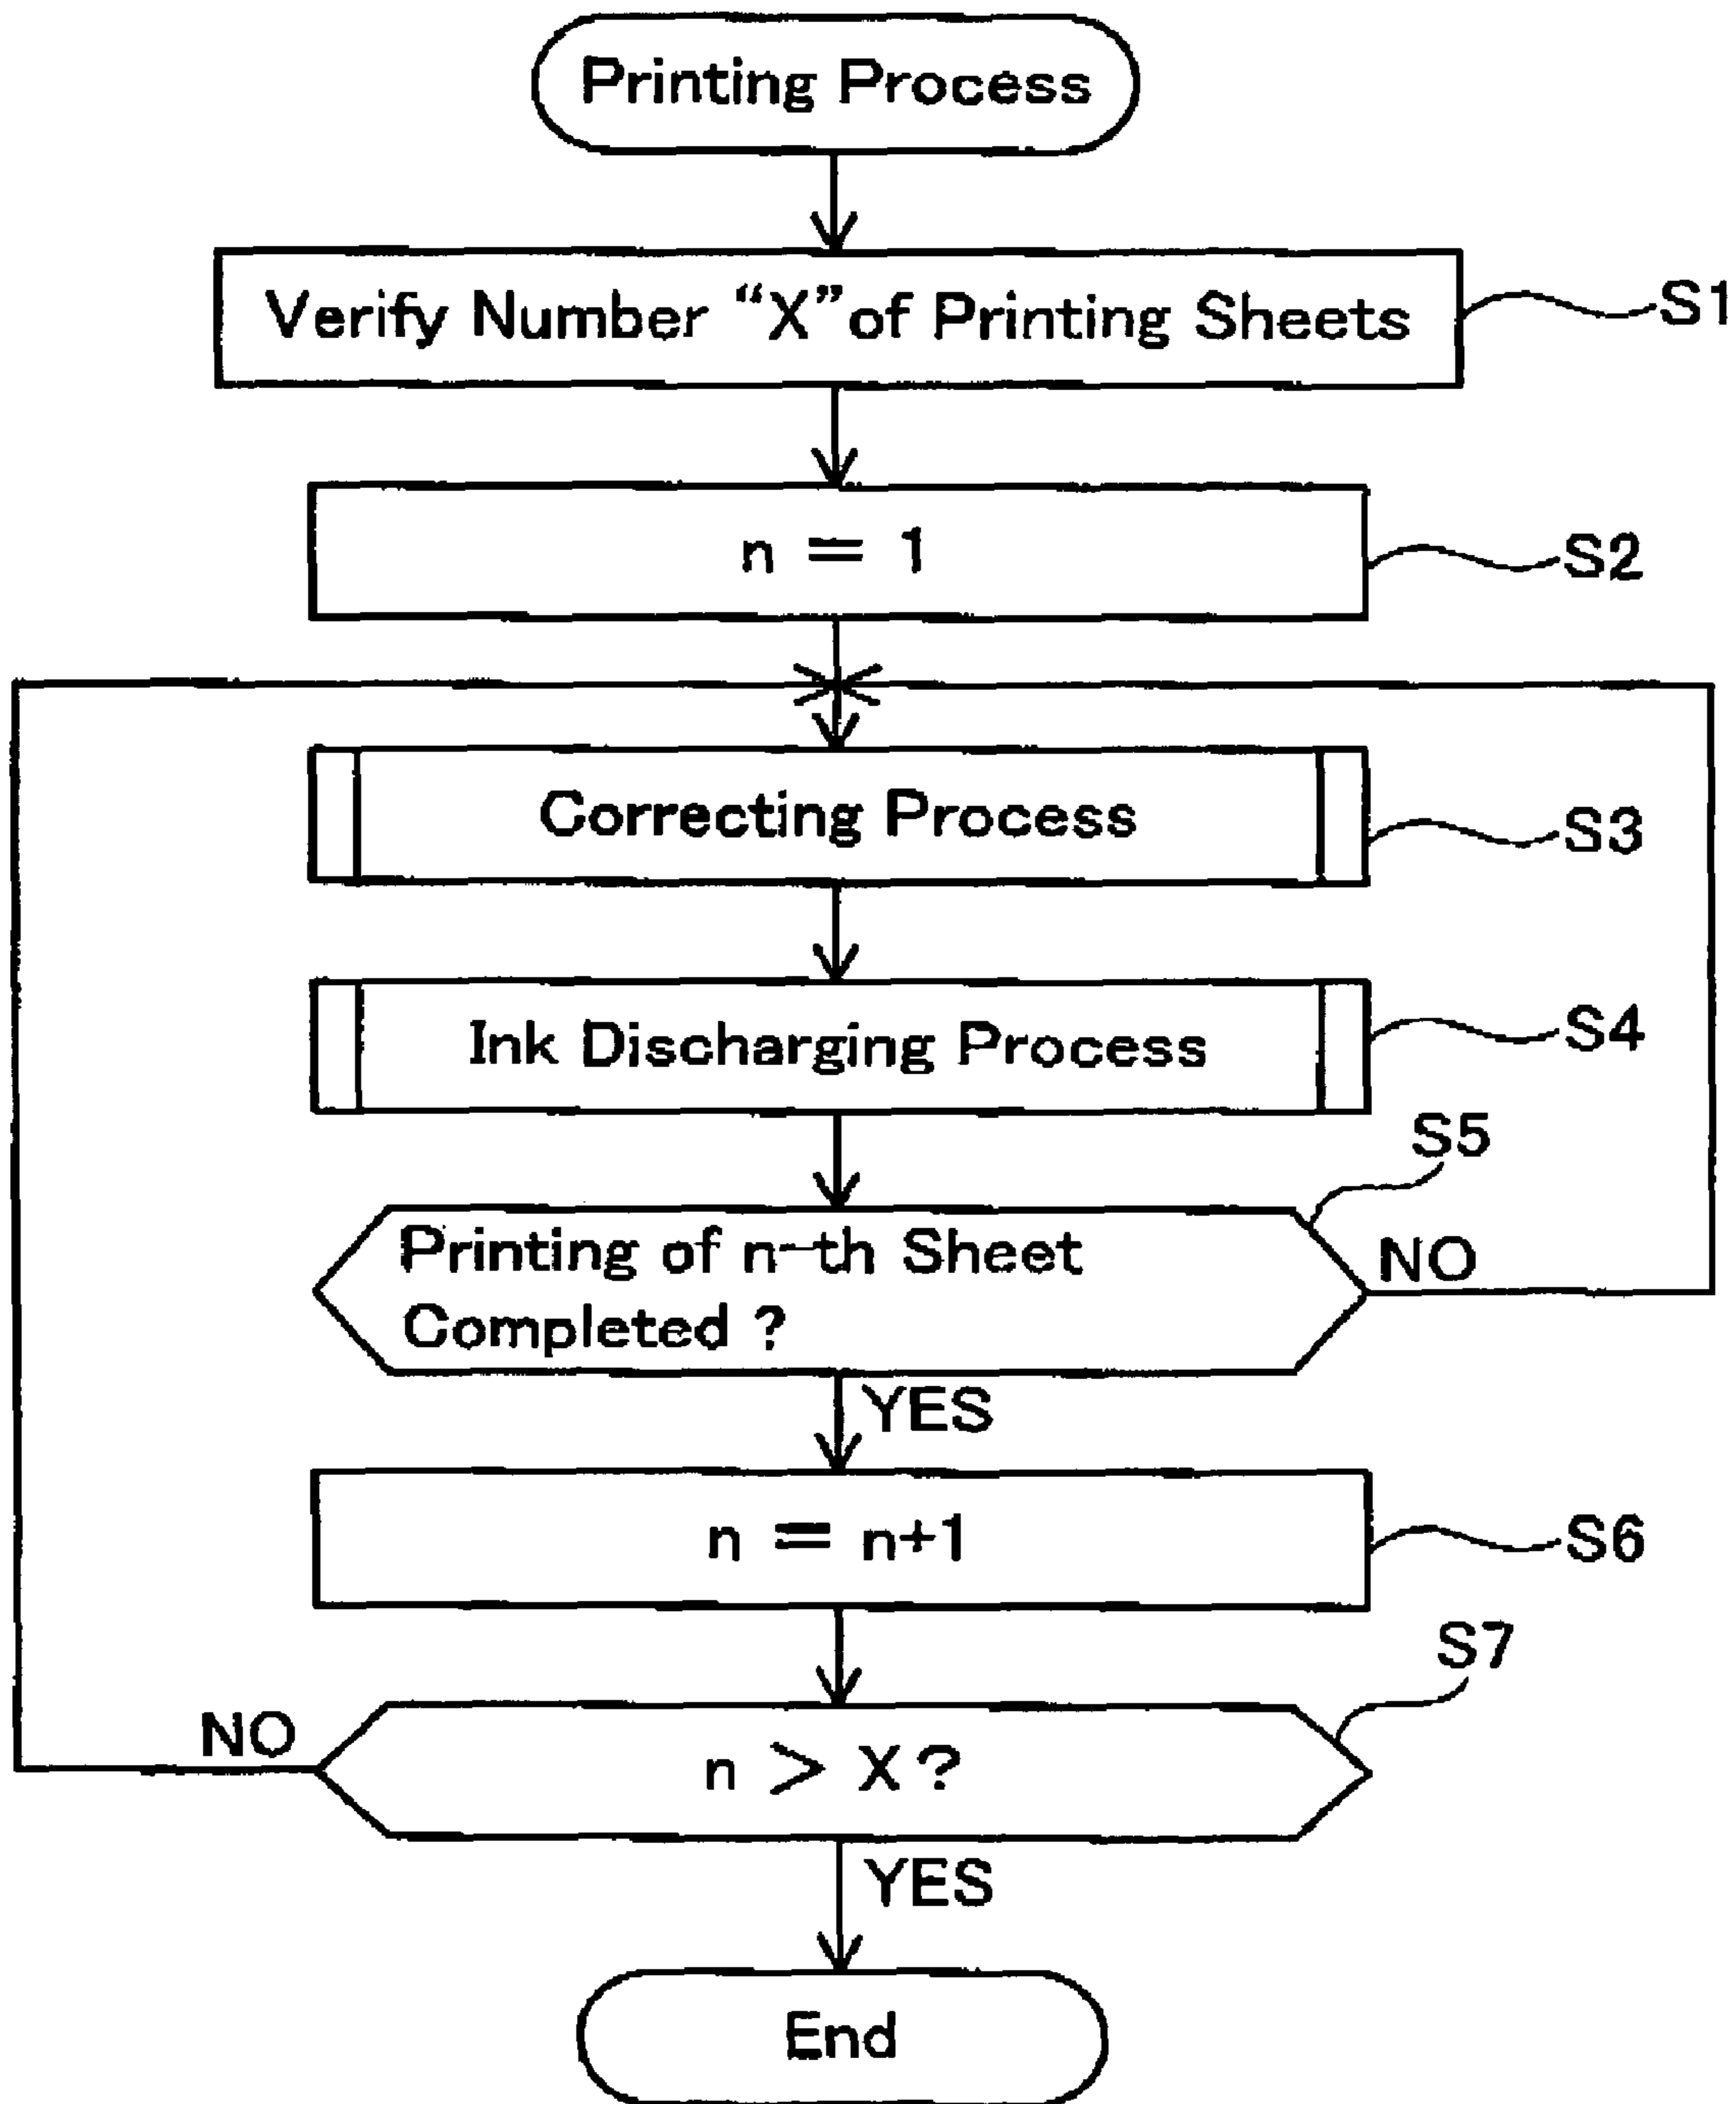 Printing Process
Verify Number “X” of Printing Sheets
S1
n = 1
S2
Correcting Process
S3
Ink Discharging Process
S4
S5
Printing of n-th Sheet
Completed ?
NO
YES
n = n+1
S6
S7
NO
n > X ?
YES
End